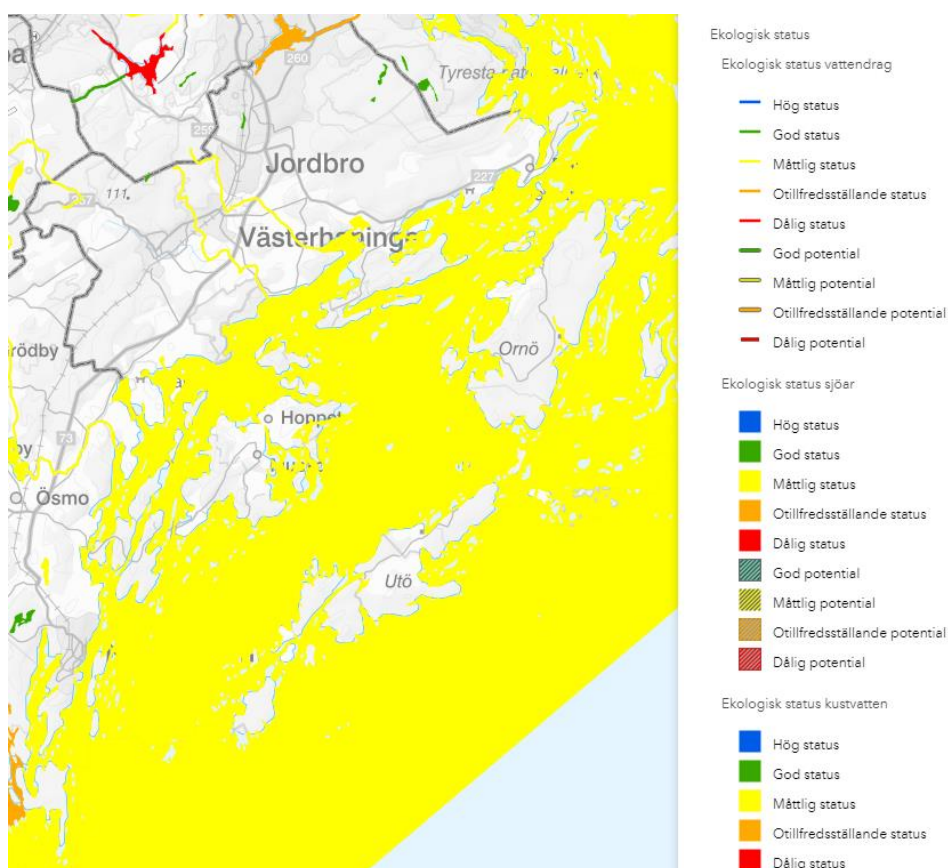 260
Tyresta
259
Jordbro
111.
227
Västerhaninge
Ornö
rödby
73
Ösmo
Utö
Ekologisk status
Ekologisk status vattendrag
Hög status
God status
Måttlig status
Otillfredsställande status
Dålig status
God potential
Måttlig potential
Otillfredsställande potential
Dålig potential
Ekologisk status sjöar
Hög status
God status
Måttlig status
Otillfredsställande status
Dålig status
God potential
Måttlig potential
Otillfredsställande potential
Dålig potential
Ekologisk status kustvatten
Hög status
God status
Måttlig status
Otillfredsställande status
Dålig status